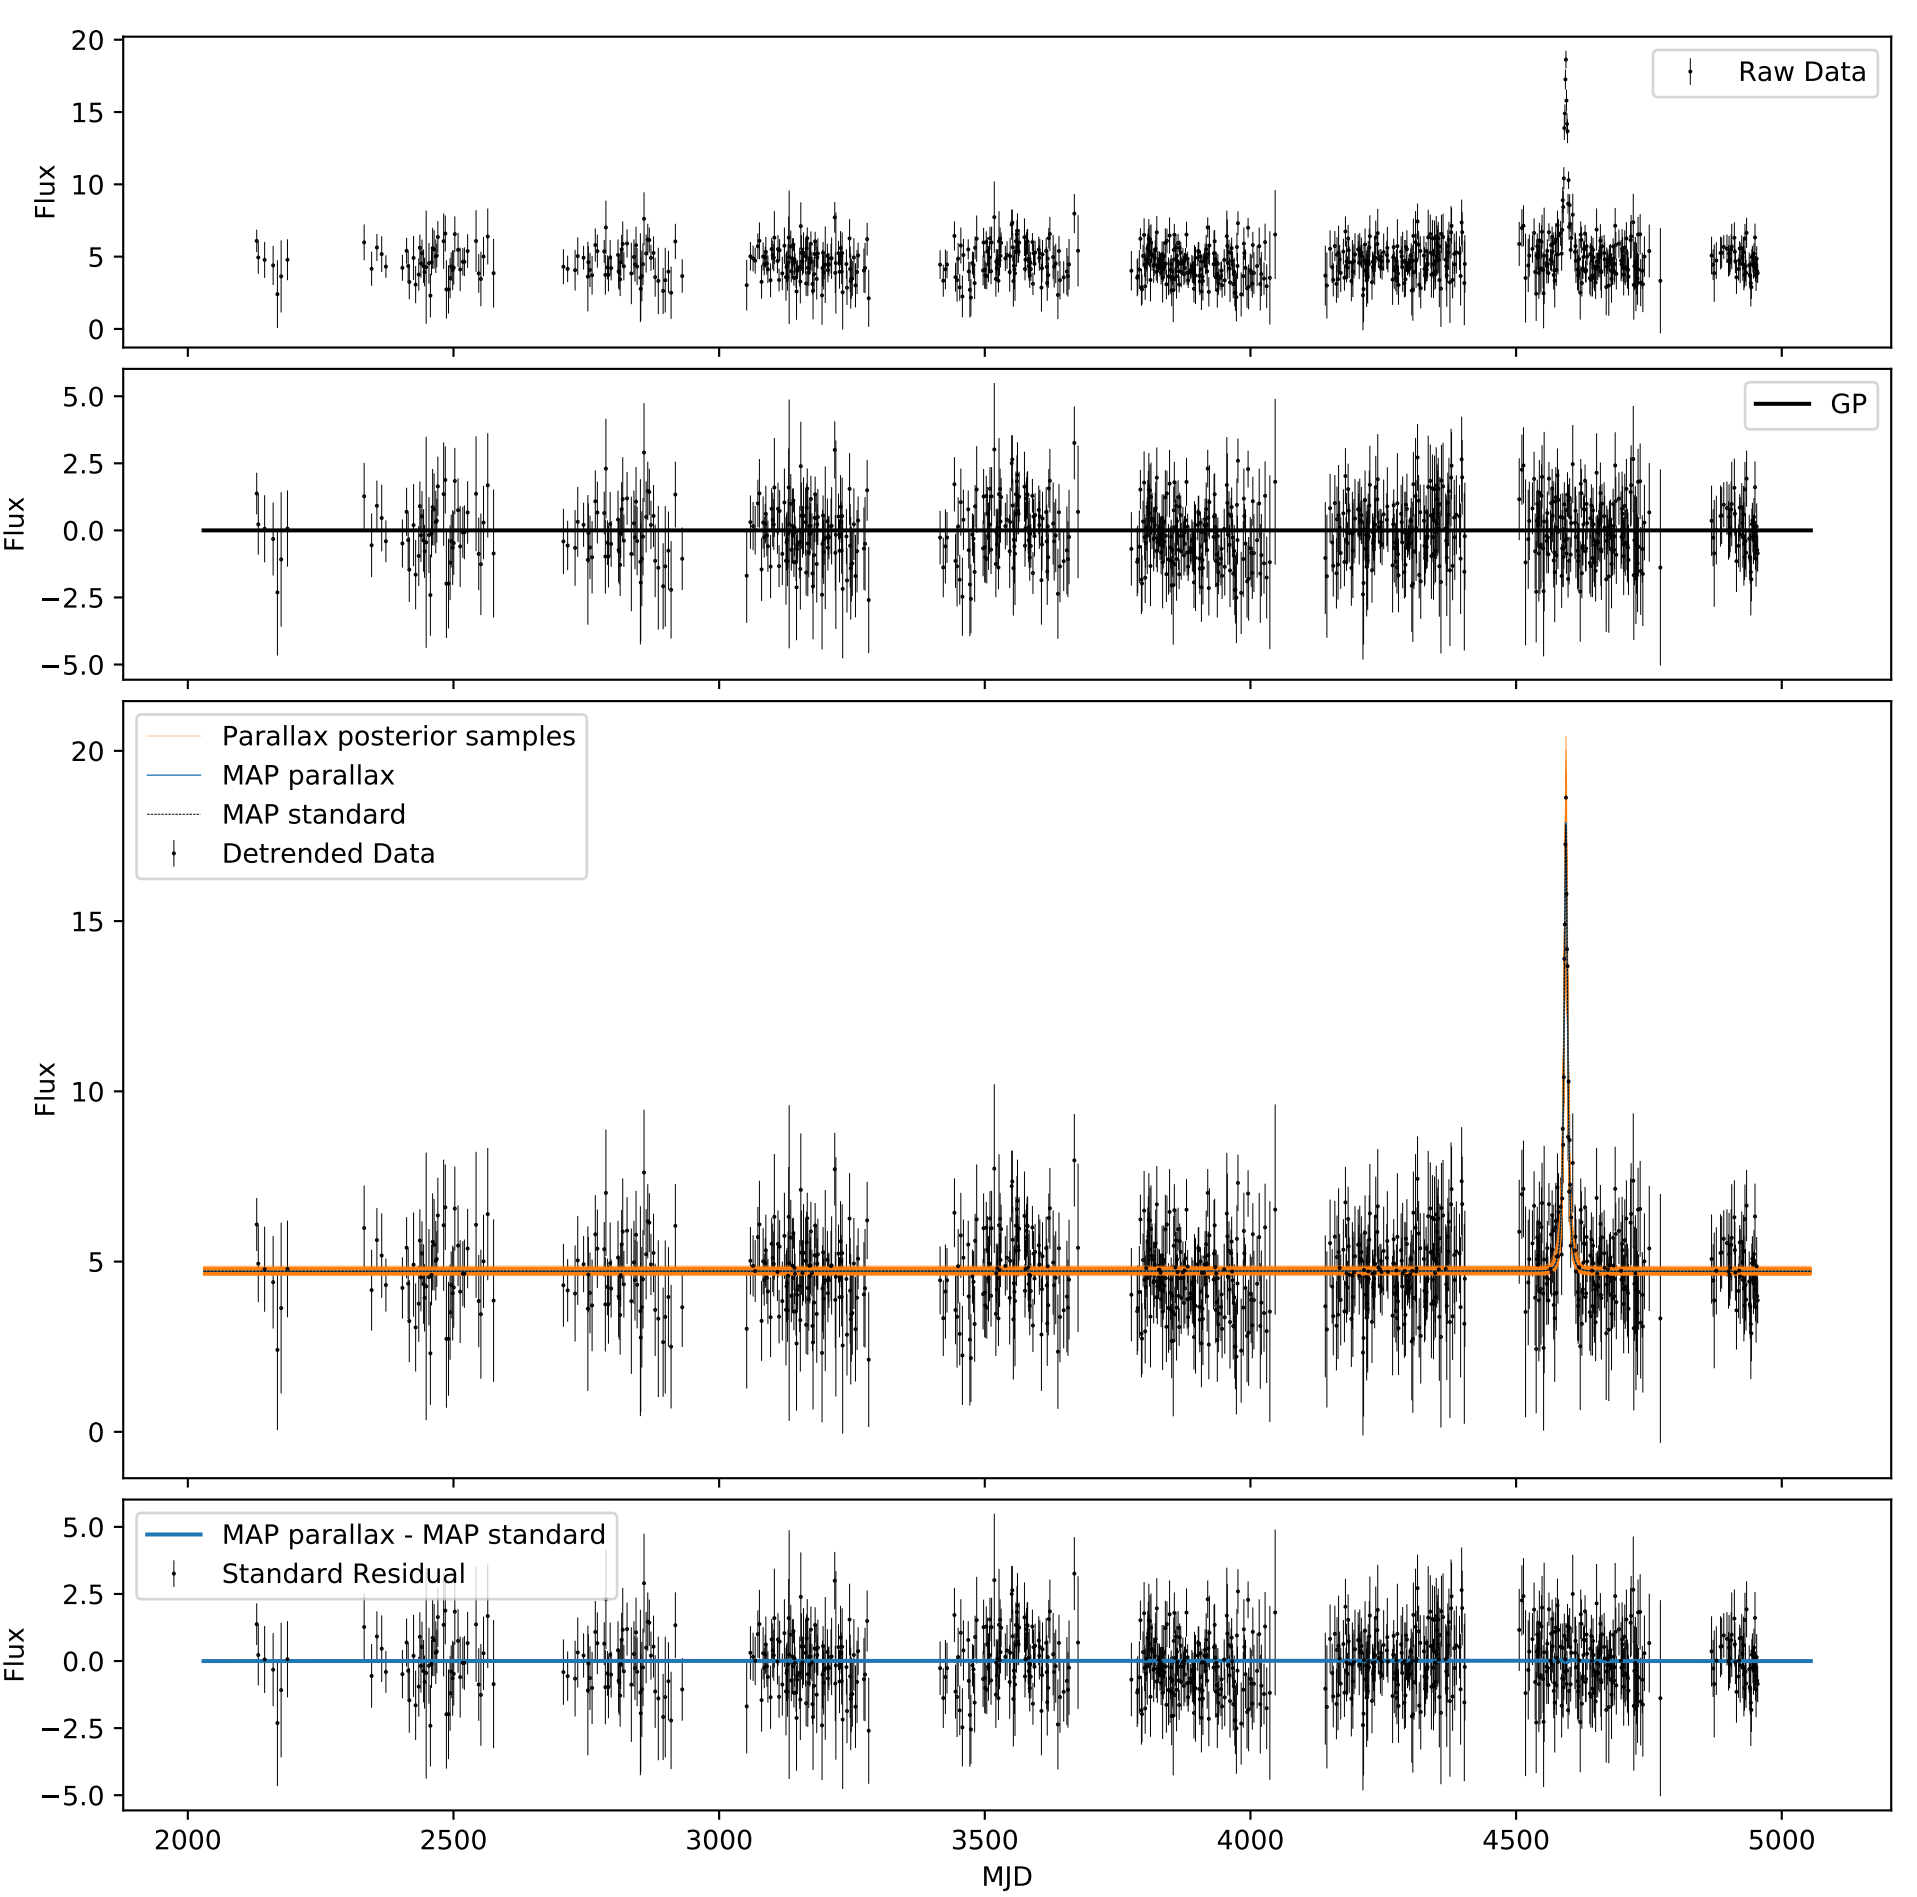 20
15
10
5
0
Flux
Raw Data
5.0
2.5
0.0
−2.5
−5.0
Flux
GP
20
15
10
5
0
Flux
Parallax posterior samples
MAP parallax
MAP standard
Detrended Data
5.0
2.5
0.0
−2.5
−5.0
Flux
MAP parallax - MAP standard
Standard Residual
2000 2500 3000 3500 4000 4500 5000
MJD